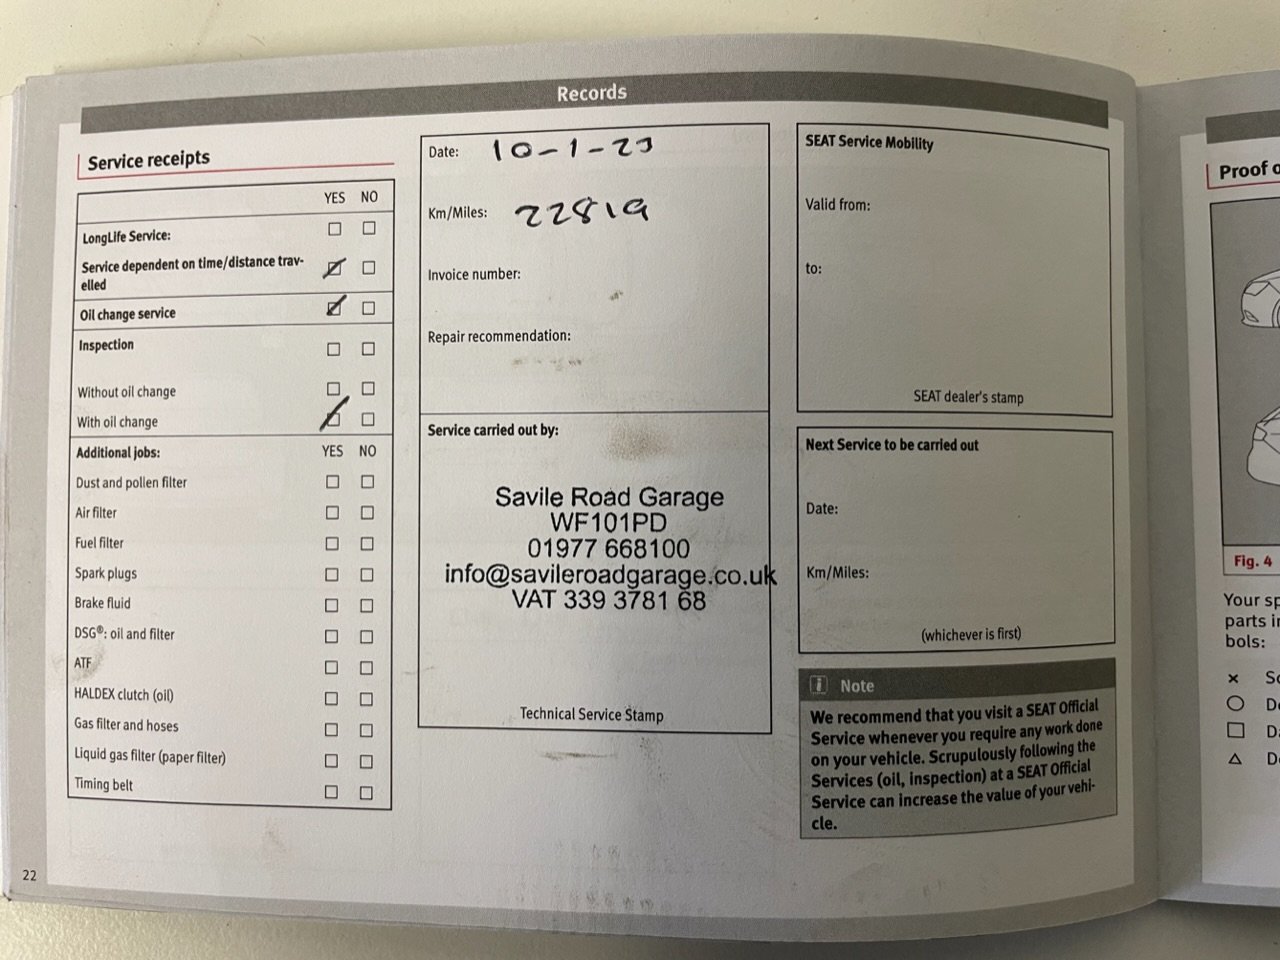 Records
Service receipts
YES NO
LongLife Service:
Service dependent on time/distance trav-
elled
Oil change service
Inspection
Without oil change
With oil change
Additional jobs: YES NO
Dust and pollen filter
Air filter
Fuel filter
Spark plugs
Brake fluid
DSG®: oil and filter
ATF
HALDEX clutch (oil)
Gas filter and hoses
Liquid gas filter (paper filter)
Timing belt
Date: 10-1-23
Km/Miles: 22819
Invoice number:
Repair recommendation:
Service carried out by:
Savile Road Garage
WF101PD
01977 668100
info@savileroadgarage.co.uk
VAT 339 3781 68
Technical Service Stamp
SEAT Service Mobility
Valid from:
to:
SEAT dealer's stamp
Next Service to be carried out
Date:
Km/Miles:
(whichever is first)
i Note
We recommend that you visit a SEAT Official
Service whenever you require any work done
on your vehicle. Scrupulously following the
Services (oil, inspection) at a SEAT Official
Service can increase the value of your vehi-
cle.
22
Proof o
Fig. 4
Your sp
parts in
bols: